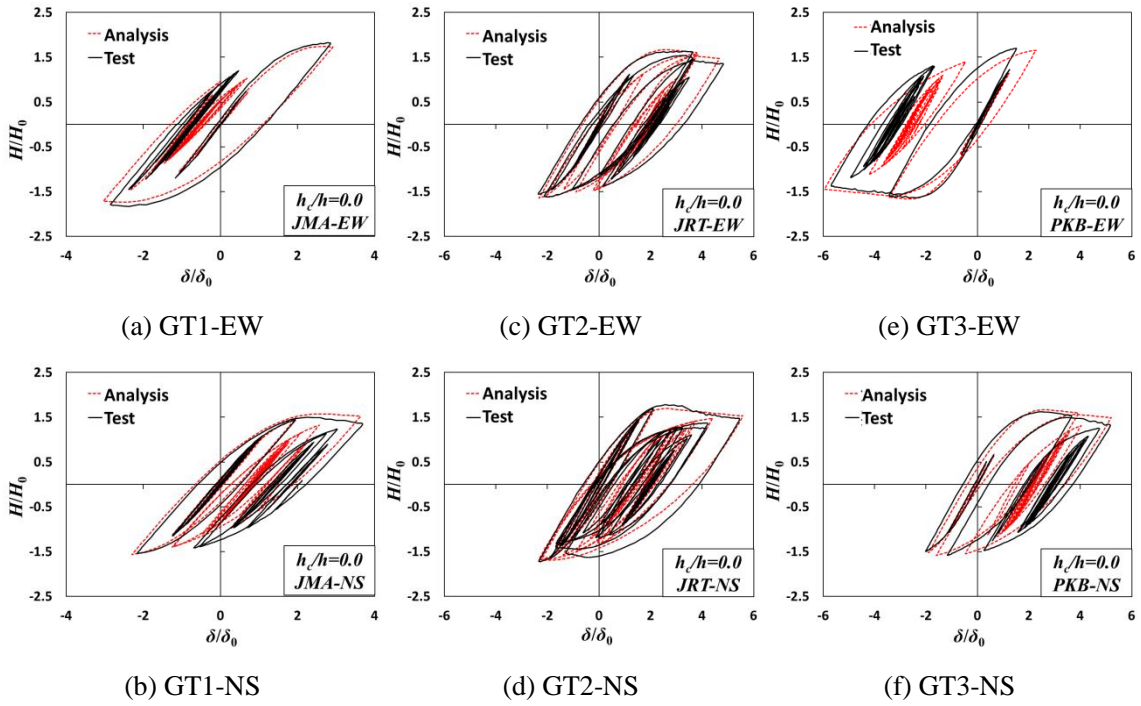 2.5
1.5
0.5
-0.5
-1.5
-2.5
H/H0
Analysis
Test
hc/h=0.0
JMA-EW
-4 -2 0 2 4
δ/δ0
(a) GT1-EW
2.5
1.5
0.5
-0.5
-1.5
-2.5
H/H0
Analysis
Test
hc/h=0.0
JRT-EW
-6 -4 -2 0 2 4 6
δ/δ0
(c) GT2-EW
2.5
1.5
0.5
-0.5
-1.5
-2.5
H/H0
Analysis
Test
hc/h=0.0
PKB-EW
-6 -4 -2 0 2 4 6
δ/δ0
(e) GT3-EW
2.5
1.5
0.5
-0.5
-1.5
-2.5
H/H0
Analysis
Test
hc/h=0.0
JMA-NS
-4 -2 0 2 4
δ/δ0
(b) GT1-NS
2.5
1.5
0.5
-0.5
-1.5
-2.5
H/H0
Analysis
Test
hc/h=0.0
JRT-NS
-6 -4 -2 0 2 4 6
δ/δ0
(d) GT2-NS
2.5
1.5
0.5
-0.5
-1.5
-2.5
H/H0
Analysis
Test
hc/h=0.0
PKB-NS
-6 -4 -2 0 2 4 6
δ/δ0
(f) GT3-NS